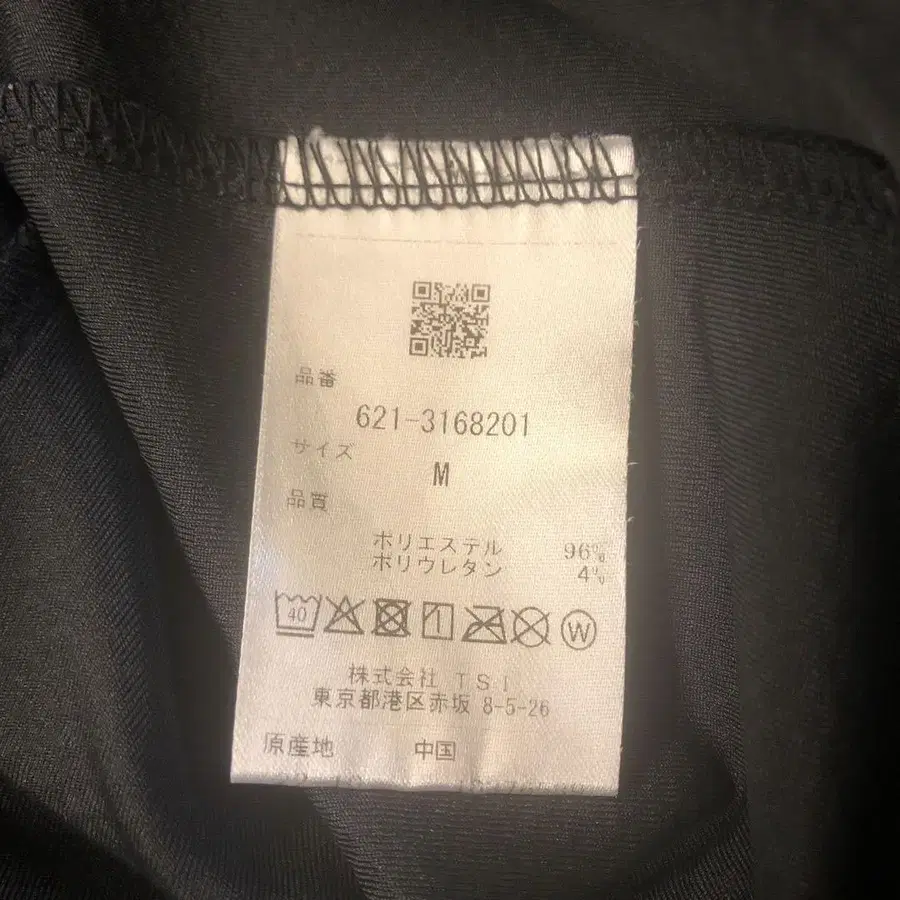 品番
621-3168201
サイズ
M
品質
ポリエステル 96%
ポリウレタン 4%
40
W
株式会社 TSI
東京都港区赤坂 8-5-26
原産地 中国